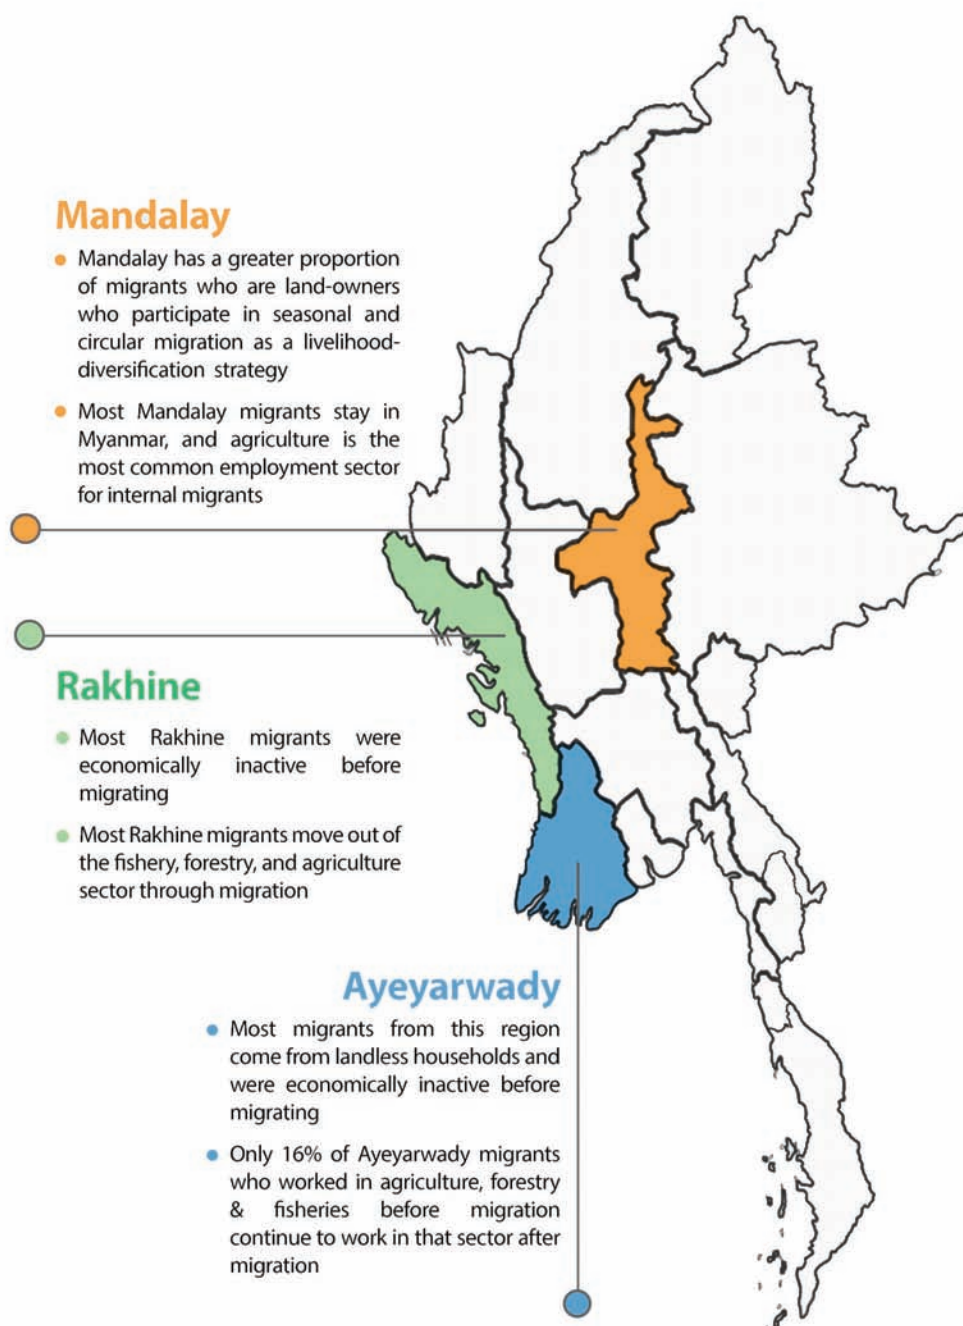 Mandalay
Mandalay has a greater proportion
of migrants who are land-owners
who participate in seasonal and
circular migration as a livelihood-
diversification strategy
Most Mandalay migrants stay in
Myanmar, and agriculture is the
most common employment sector
for internal migrants
Rakhine
Most Rakhine migrants were
economically inactive before
migrating
Most Rakhine migrants move out of
the fishery, forestry, and agriculture
sector through migration
Ayeyarwady
Most migrants from this region
come from landless households and
were economically inactive before
migrating
Only 16% of Ayeyarwady migrants
who worked in agriculture, forestry
& fisheries before migration
continue to work in that sector after
migration